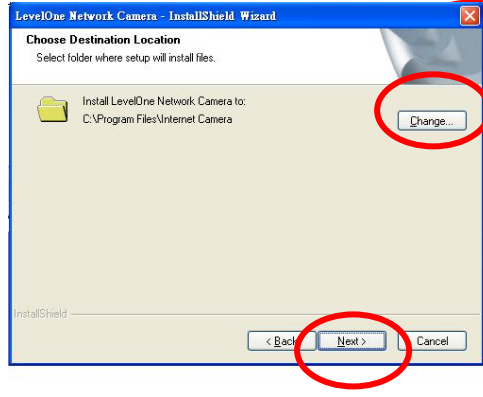 LevelOne Network Camera - InstallShield Wizard
Choose Destination Location
Select folder where setup will install files.
Install LevelOne Network Camera to:
C:\Program Files\Internet Camera
Change...
InstallShield
< Back
Next >
Cancel